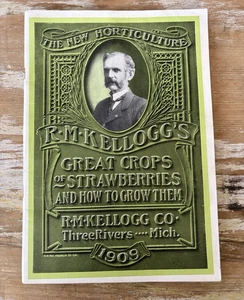 THE NEW HORTICULTURE
R·M·KELLOGG'S
GREAT CROPS
OF STRAWBERRIES
AND HOW TO GROW THEM
R·M·KELLOGG CO·
Three Rivers ···· Mich.
1909